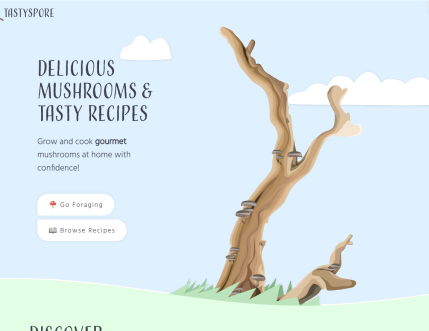 TASTYSPORE
DELICIOUS
MUSHROOMS &
TASTY RECIPES
Grow and cook gourmet
mushrooms at home with
confidence!
🍄 Go Foraging
📖 Browse Recipes
DISCOVER